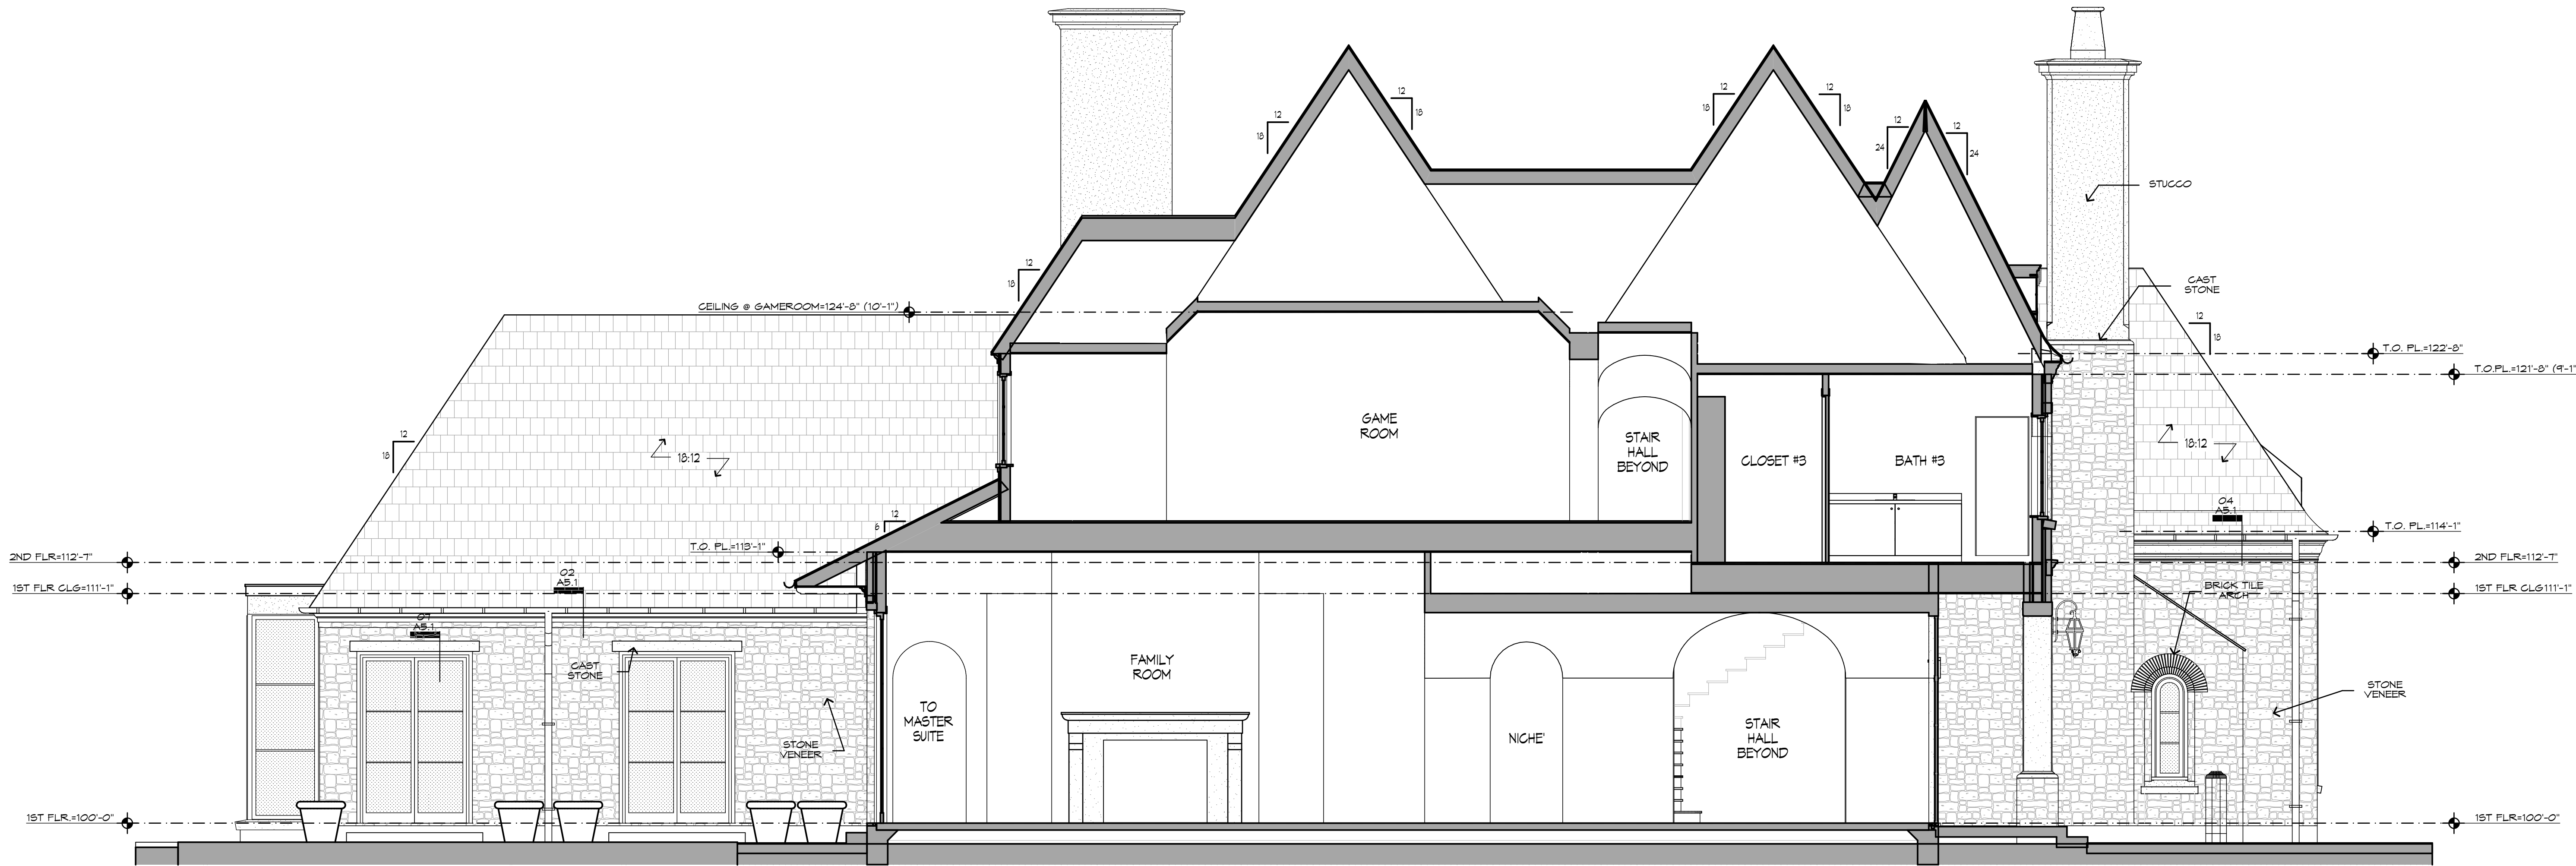 12
18
12
18
12
18
12
18
12
24
12
24
STUCCO
12
18
CAST
STONE
CEILING @ GAMEROOM=124'-8" (10'-1")
12
18
T.O. PL.=122'-8"
T.O.PL.=121'-8" (9'-1"
GAME
ROOM
STAIR
HALL
BEYOND
CLOSET #3
BATH #3
12
18
18:12
18:12
04
A5.1
12
8
T.O. PL.=114'-1"
T.O. PL.=113'-1"
2ND FLR=112'-7"
2ND FLR=112'-7"
02
A5.1
1ST FLR CLG=111'-1"
1ST FLR CLG111'-1"
BRICK TILE
ARCH
07
A5.1
CAST
STONE
FAMILY
ROOM
STONE
VENEER
STONE
VENEER
TO
MASTER
SUITE
NICHE'
STAIR
HALL
BEYOND
1ST FLR.=100'-0"
1ST FLR=100'-0"